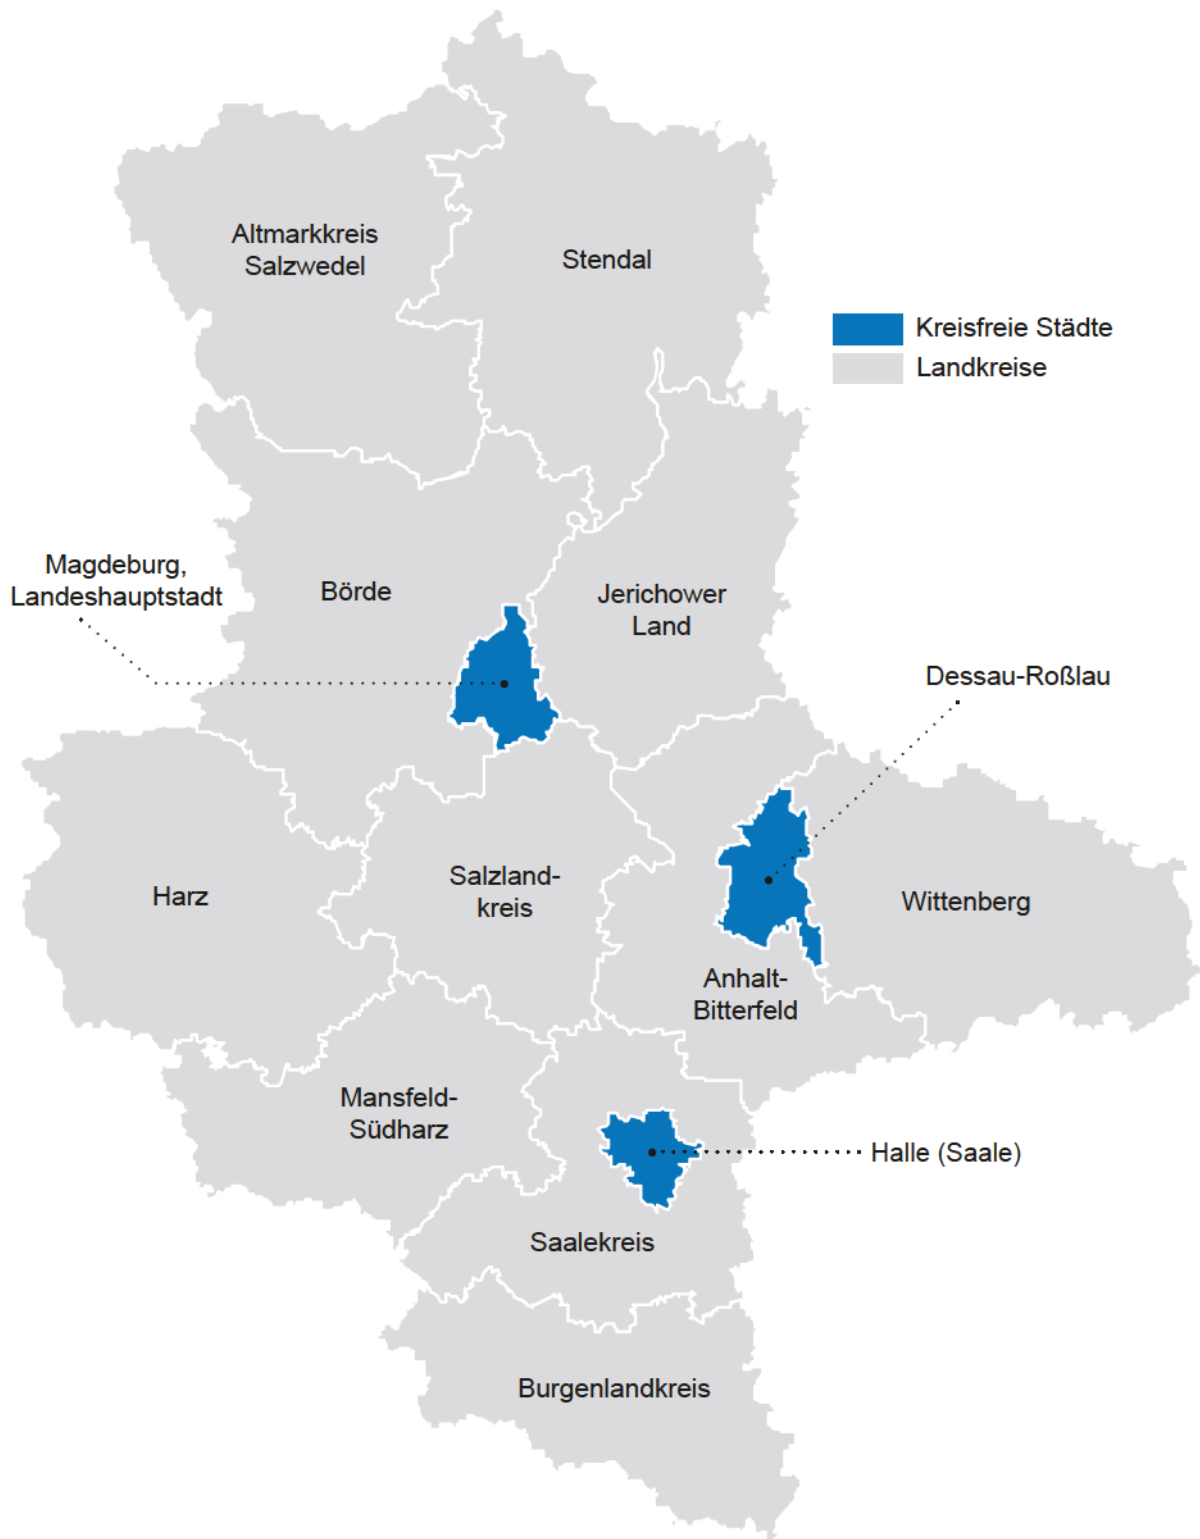 Altmarkkreis
Salzwedel
Stendal
Kreisfreie Städte
Landkreise
Magdeburg,
Landeshauptstadt
Börde
Jerichower
Land
Dessau-Roßlau
Harz
Salzland-
kreis
Wittenberg
Anhalt-
Bitterfeld
Mansfeld-
Südharz
Halle (Saale)
Saalekreis
Burgenlandkreis